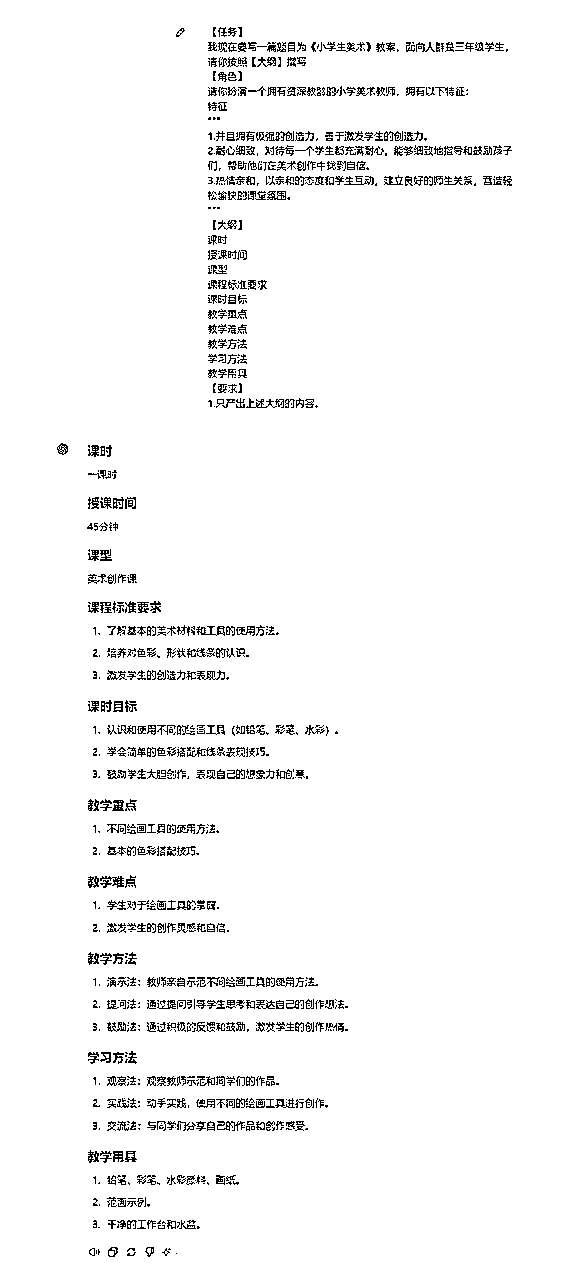 【任务】
我现在要写一篇题目为《小学生美术》教案，面向人群是三年级学生，
请你按照【大纲】撰写
【角色】
请你扮演一个拥有资深教龄的小学美术教师，拥有以下特征：
特征
"""
1.并且拥有极强的创造力，善于激发学生的创造力。
2.耐心细致，对待每一个学生都充满耐心，能够细致地指导和鼓励孩子
们，帮助他们在美术创作中找到自信。
3.热情亲和，以亲和的态度和学生互动，建立良好的师生关系，营造轻
松愉快的课堂氛围。
"""
【大纲】
课时
授课时间
课型
课程标准要求
课时目标
教学重点
教学难点
教学方法
学习方法
教学用具
【要求】
1.只产出上述大纲的内容。
课时
一课时
授课时间
45分钟
课型
美术创作课
课程标准要求
1. 了解基本的美术材料和工具的使用方法。
2. 培养对色彩、形状和线条的认识。
3. 激发学生的创造力和表现力。
课时目标
1. 认识和使用不同的绘画工具（如铅笔、彩笔、水彩）。
2. 学会简单的色彩搭配和线条表现技巧。
3. 鼓励学生大胆创作，表现自己的想象力和创意。
教学重点
1. 不同绘画工具的使用方法。
2. 基本的色彩搭配技巧。
教学难点
1. 学生对于绘画工具的掌握。
2. 激发学生的创作灵感和自信。
教学方法
1. 演示法：教师亲自示范不同绘画工具的使用方法。
2. 提问法：通过提问引导学生思考和表达自己的创作想法。
3. 鼓励法：通过积极的反馈和鼓励，激发学生的创作热情。
学习方法
1. 观察法：观察教师示范和同学们的作品。
2. 实践法：动手实践，使用不同的绘画工具进行创作。
3. 交流法：与同学们分享自己的作品和创作感受。
教学用具
1. 铅笔、彩笔、水彩颜料、画纸。
2. 范画示例。
3. 干净的工作台和水盆。